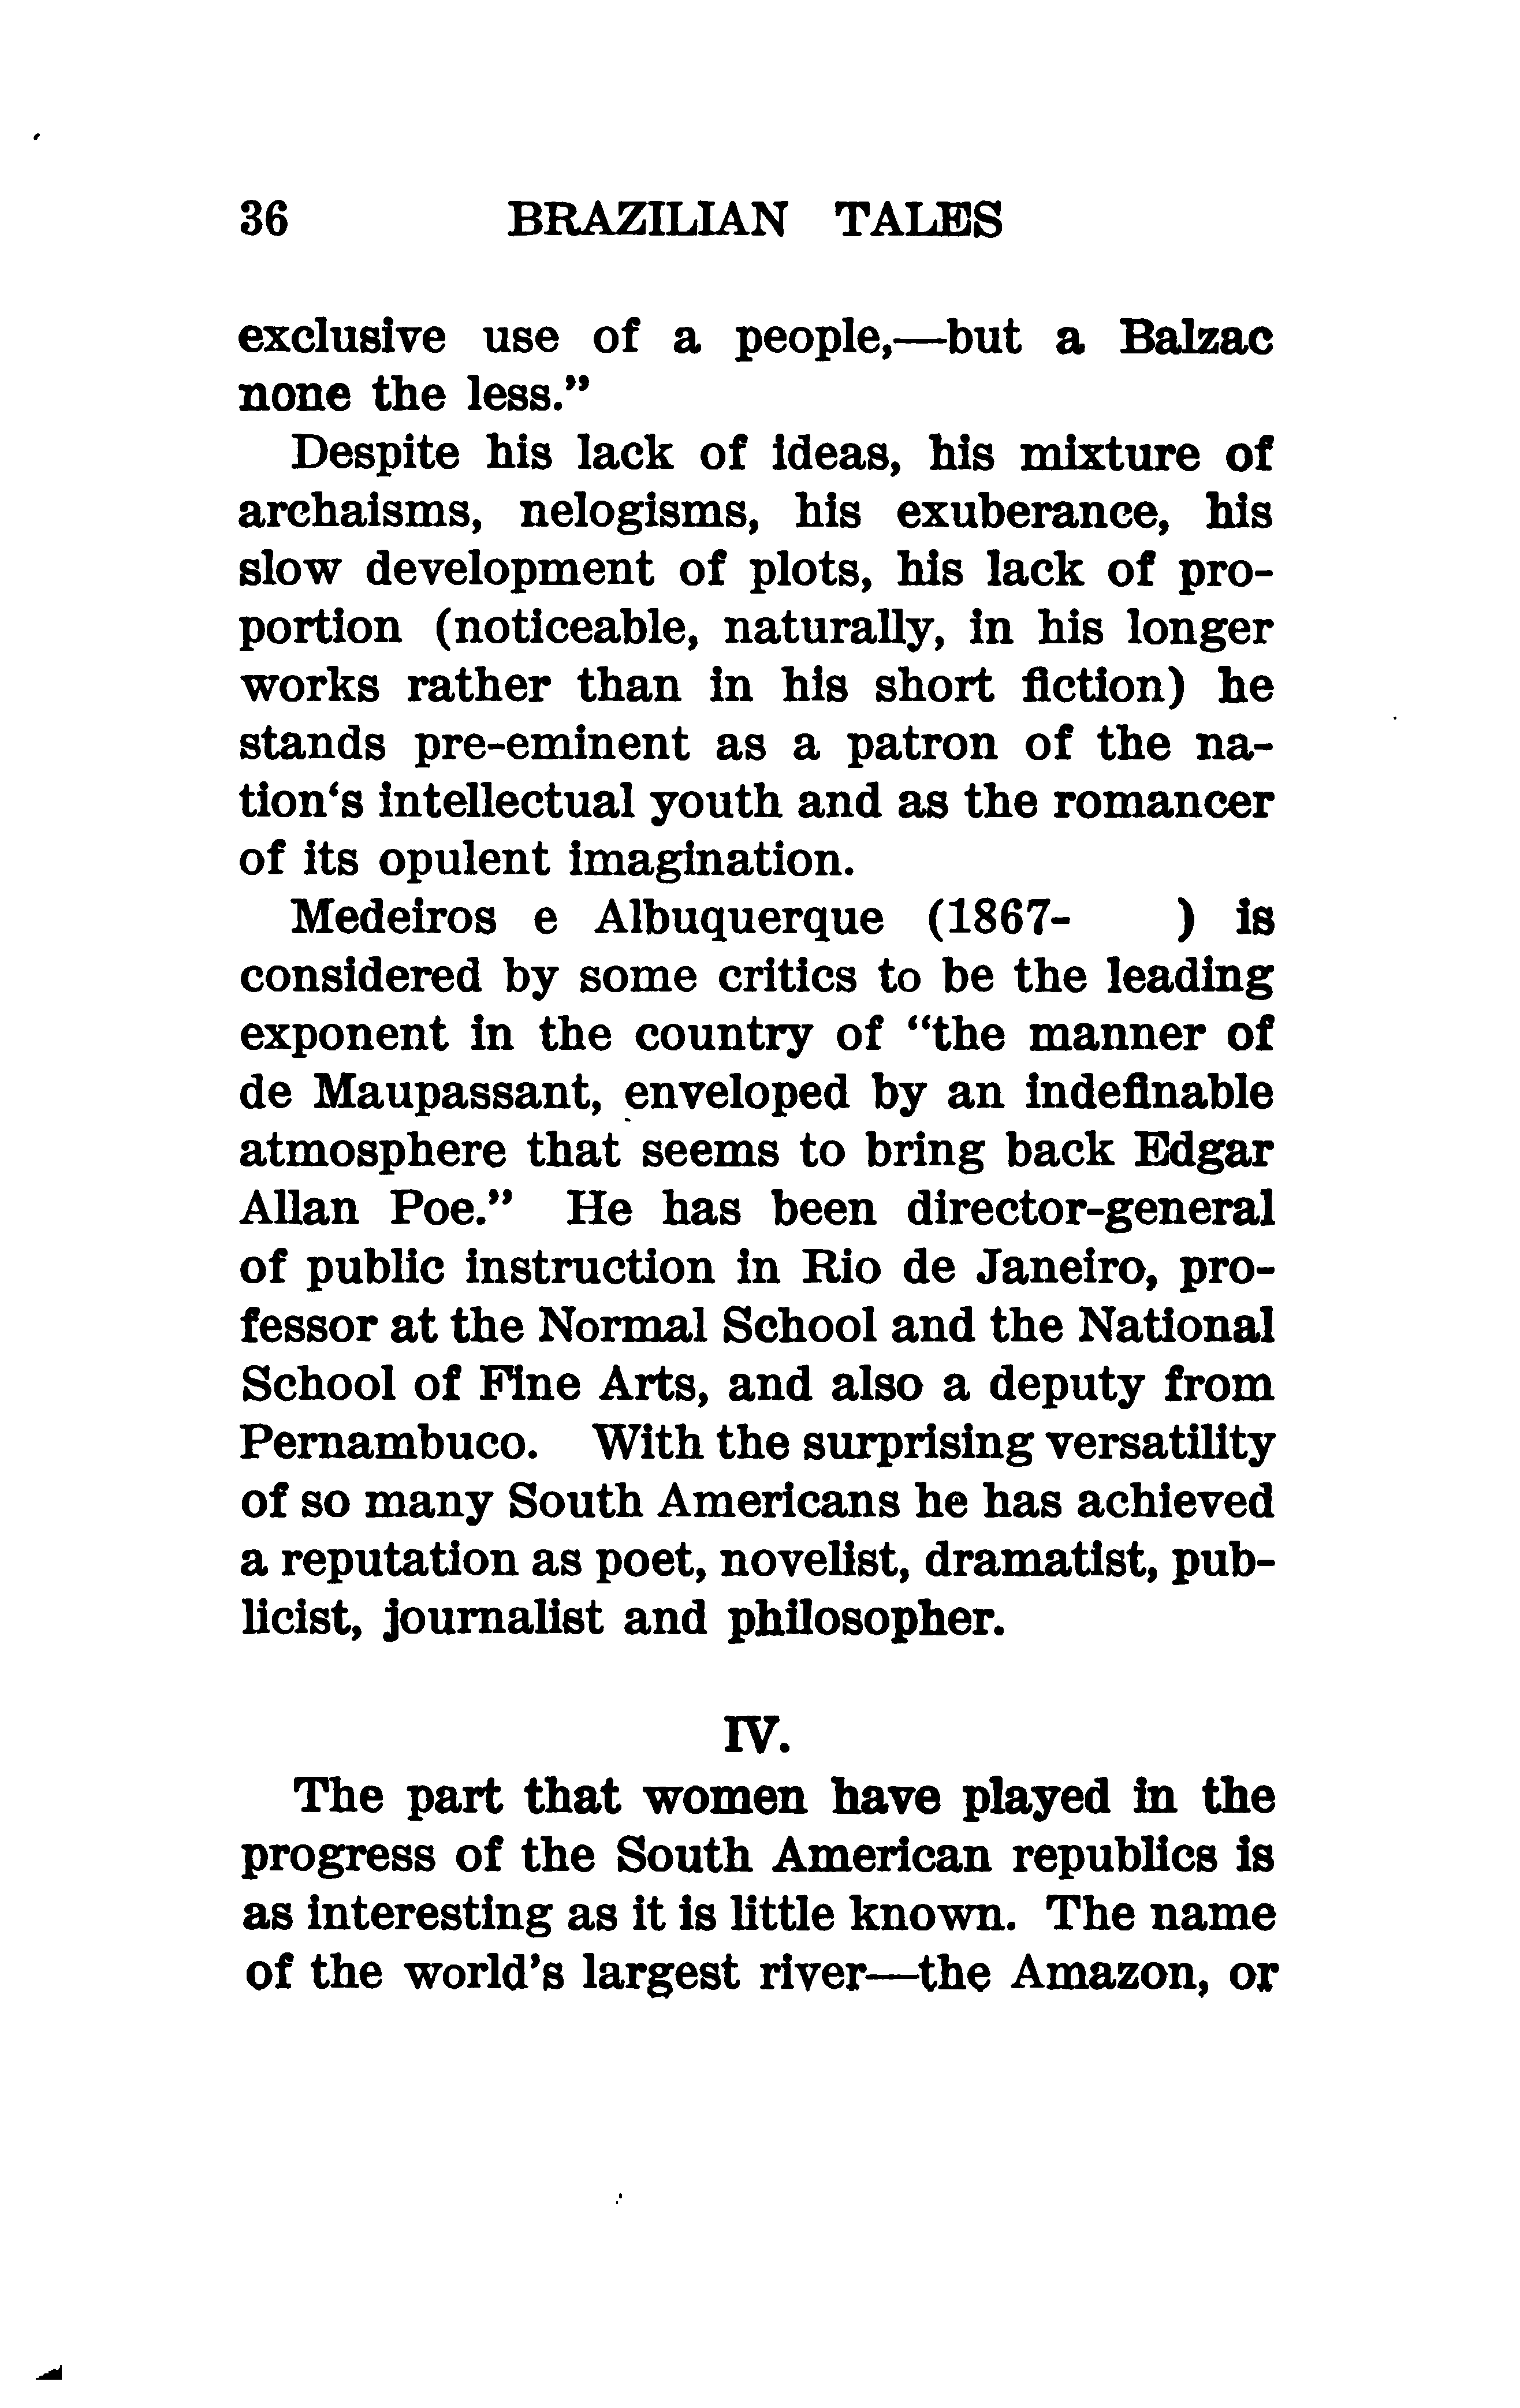 36 BRAZILIAN TALES
exclusive use of a people,—but a Balzac
none the less.”
Despite his lack of ideas, his mixture of
archaisms, nelogisms, his exuberance, his
slow development of plots, his lack of pro-
portion (noticeable, naturally, in his longer
works rather than in his short fiction) he
stands pre-eminent as a patron of the na-
tion‘s intellectual youth and as the romancer
of its opulent imagination.
Medeiros e Albuquerque (1867- ) is
considered by some critics to be the leading
exponent in the country of “the manner of
de Maupassant, enveloped by an indefinable
atmosphere that seems to bring back Edgar
Allan Poe.” He has been director-general
of public instruction in Rio de Janeiro, pro-
fessor at the Normal School and the National
School of Fine Arts, and also a deputy from
Pernambuco. With the surprising versatility
of so many South Americans he has achieved
a reputation as poet, novelist, dramatist, pub-
licist, journalist and philosopher.
IV.
The part that women have played in the
progress of the South American republics is
as interesting as it is little known. The name
of the world’s largest river—the Amazon, or